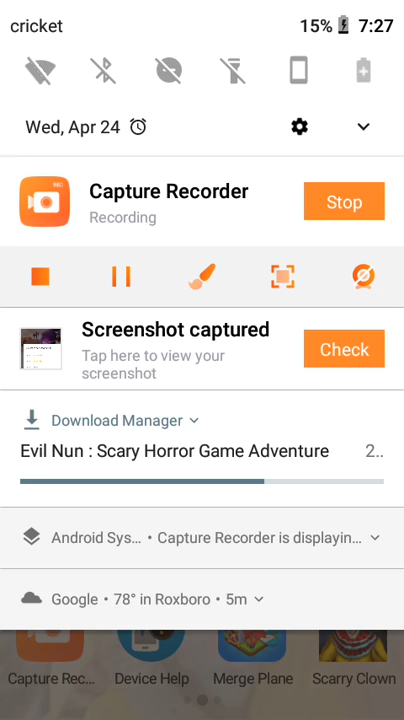 cricket 15% 7:27
Wed, Apr 24
Capture Recorder
Recording
Stop
Screenshot captured
Tap here to view your
screenshot
Check
Download Manager
Evil Nun : Scary Horror Game Adventure 2..
Android Sys... • Capture Recorder is displayin...
Google • 78° in Roxboro • 5m
Capture Rec... Device Help Merge Plane Scarry Clown